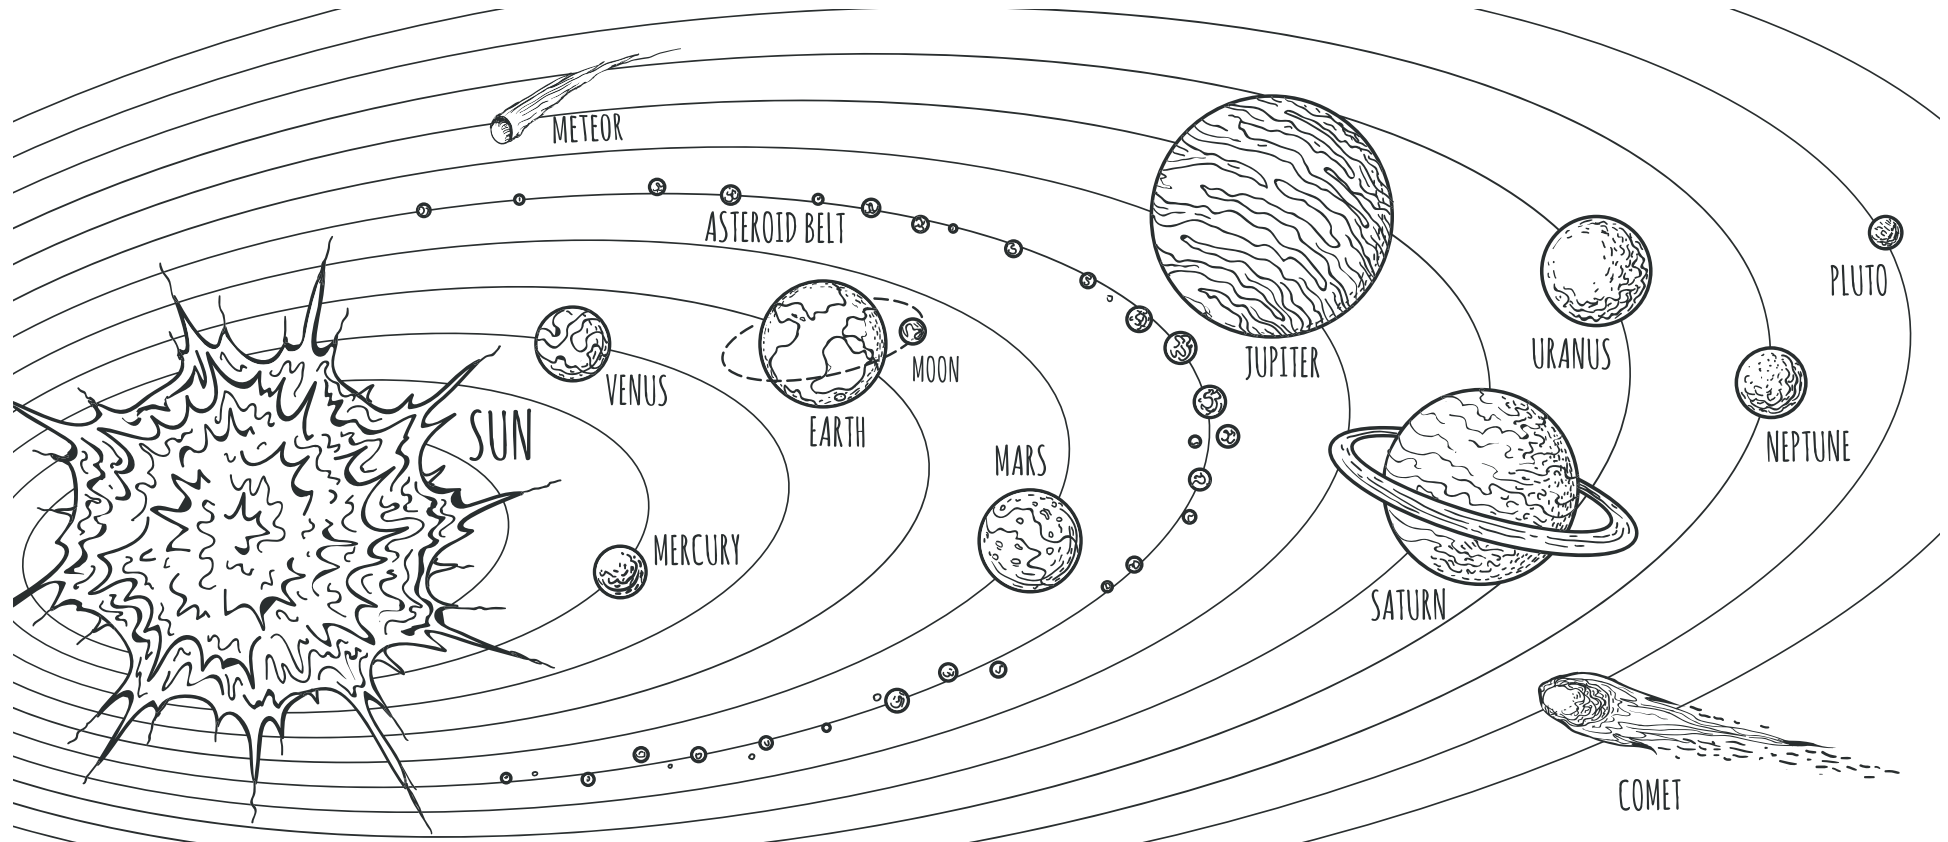 METEOR
ASTEROID BELT
SUN
VENUS
EARTH
MOON
MERCURY
MARS
JUPITER
SATURN
URANUS
NEPTUNE
PLUTO
COMET